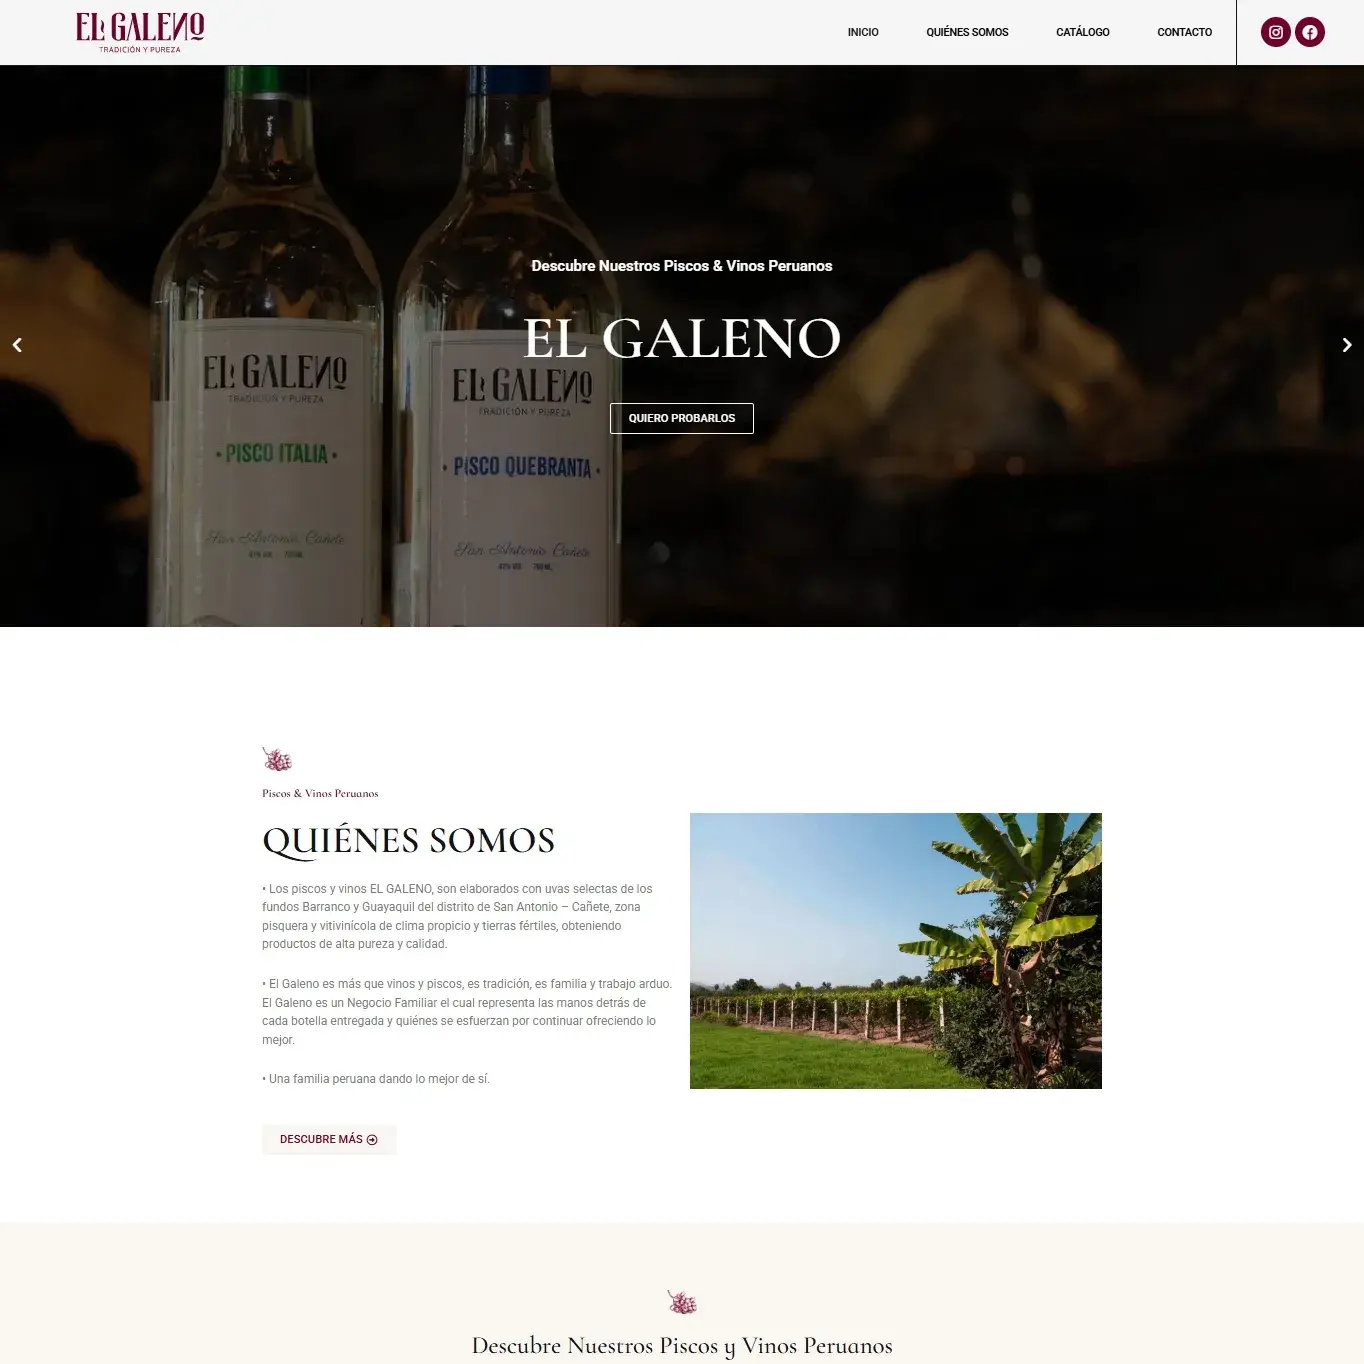 EL GALENO
TRADICIÓN Y PUREZA
INICIO
QUIÉNES SOMOS
CATÁLOGO
CONTACTO
Descubre Nuestros Piscos & Vinos Peruanos
EL GALENO
QUIERO PROBARLOS
EL GALENO
TRADICIÓN Y PUREZA
• PISCO ITALIA •
San Antonio Cañete
EL GALENO
TRADICIÓN Y PUREZA
• PISCO QUEBRANTA •
San Antonio Cañete
Piscos & Vinos Peruanos
QUIÉNES SOMOS
• Los piscos y vinos EL GALENO, son elaborados con uvas selectas de los
fundos Barranco y Guayaquil del distrito de San Antonio – Cañete, zona
pisquera y vitivinícola de clima propicio y tierras fértiles, obteniendo
productos de alta pureza y calidad.
• El Galeno es más que vinos y piscos, es tradición, es familia y trabajo arduo.
El Galeno es un Negocio Familiar el cual representa las manos detrás de
cada botella entregada y quiénes se esfuerzan por continuar ofreciendo lo
mejor.
• Una familia peruana dando lo mejor de sí.
DESCUBRE MÁS
Descubre Nuestros Piscos y Vinos Peruanos